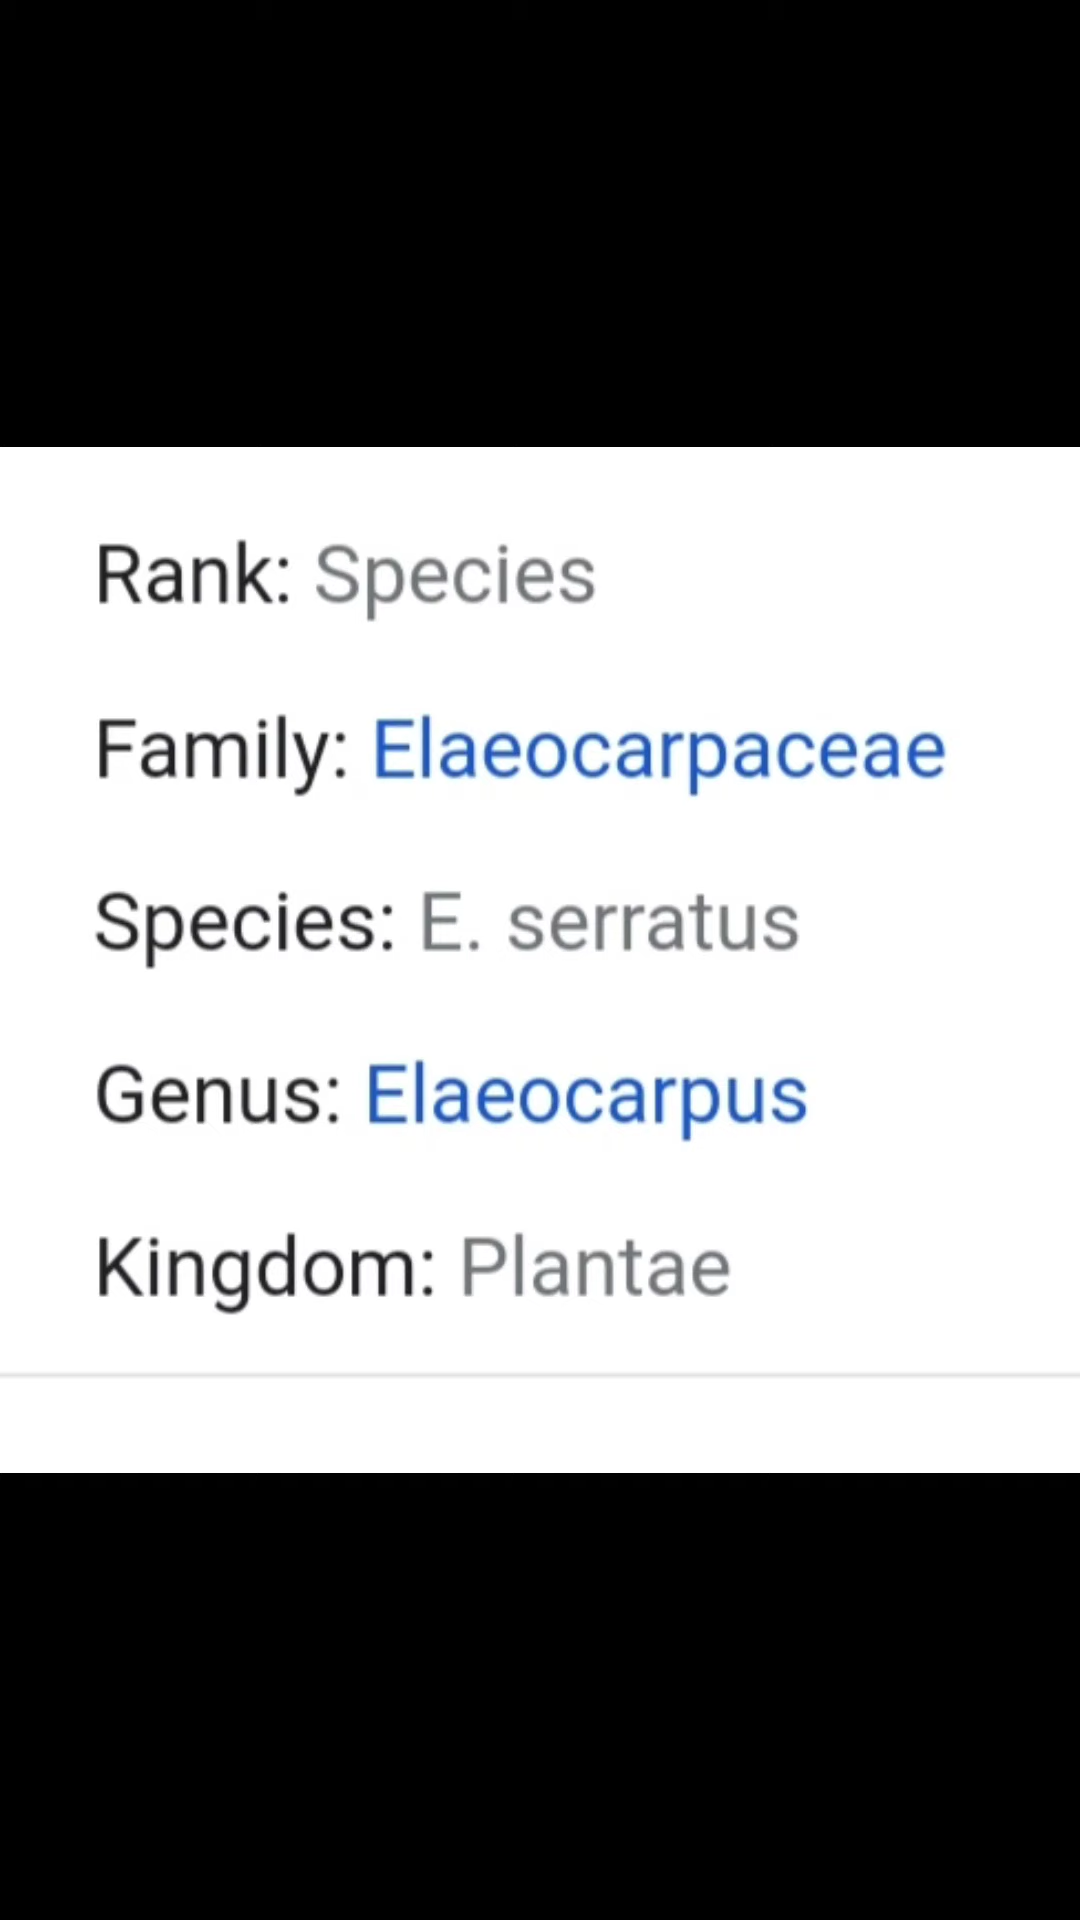 Rank: Species
Family: Elaeocarpaceae
Species: E. serratus
Genus: Elaeocarpus
Kingdom: Plantae